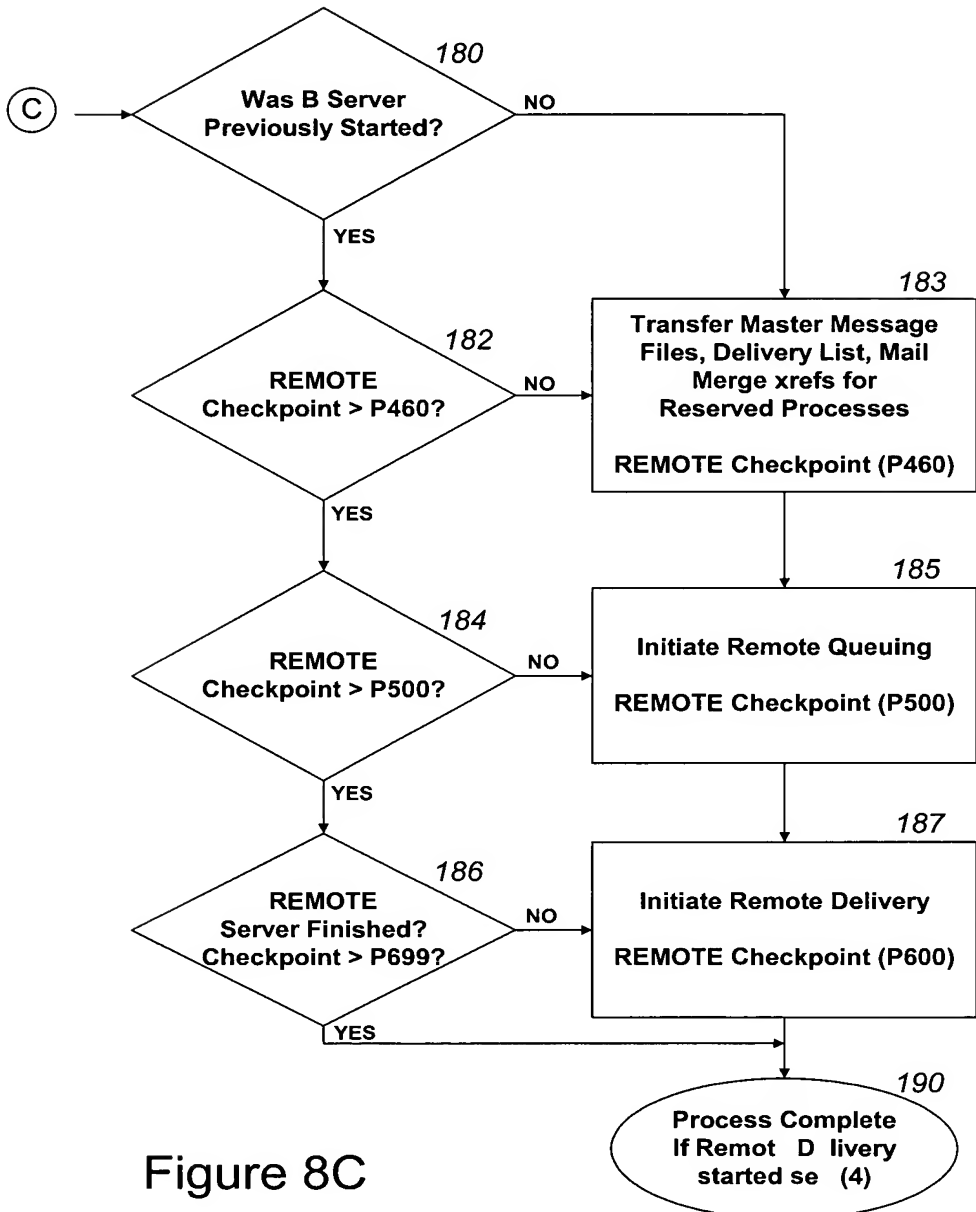 180
C
Was B Server
Previously Started?
NO
YES
183
182
REMOTE
Checkpoint > P460?
NO
Transfer Master Message
Files, Delivery List, Mail
Merge xrefs for
Reserved Processes
REMOTE Checkpoint (P460)
YES
185
184
REMOTE
Checkpoint > P500?
NO
Initiate Remote Queuing
REMOTE Checkpoint (P500)
YES
187
186
REMOTE
Server Finished?
Checkpoint > P699?
NO
Initiate Remote Delivery
REMOTE Checkpoint (P600)
YES
190
Process Complete
If Remot D livery
started se (4)
Figure 8C